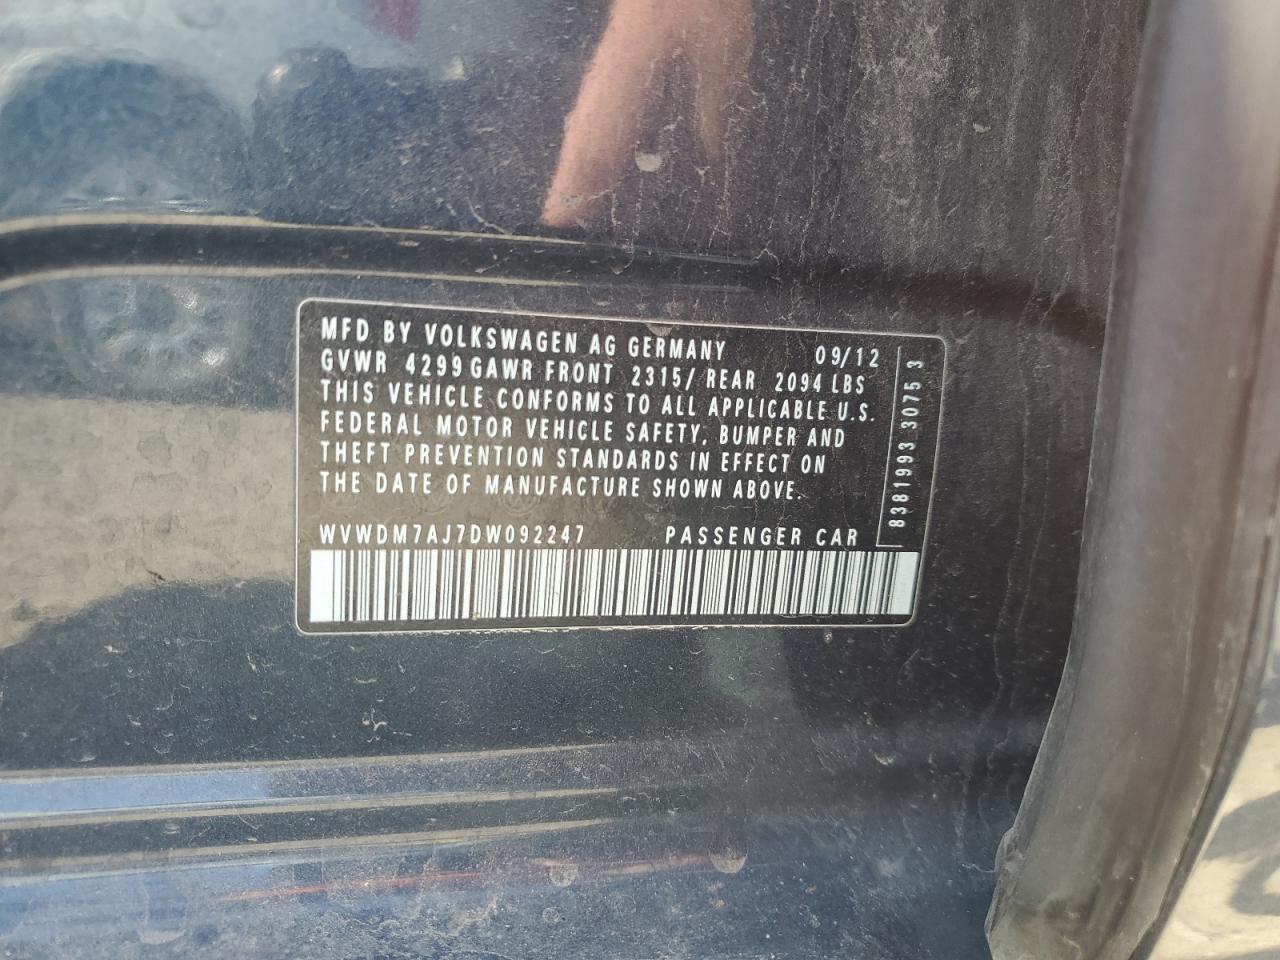 MFD BY VOLKSWAGEN AG GERMANY 09/12
GVWR 4299 GAWR FRONT 2315/ REAR 2094 LBS
THIS VEHICLE CONFORMS TO ALL APPLICABLE U.S.
FEDERAL MOTOR VEHICLE SAFETY, BUMPER AND
THEFT PREVENTION STANDARDS IN EFFECT ON
THE DATE OF MANUFACTURE SHOWN ABOVE.
WVWDM7AJ7DW092247 PASSENGER CAR
8381993 3075 3